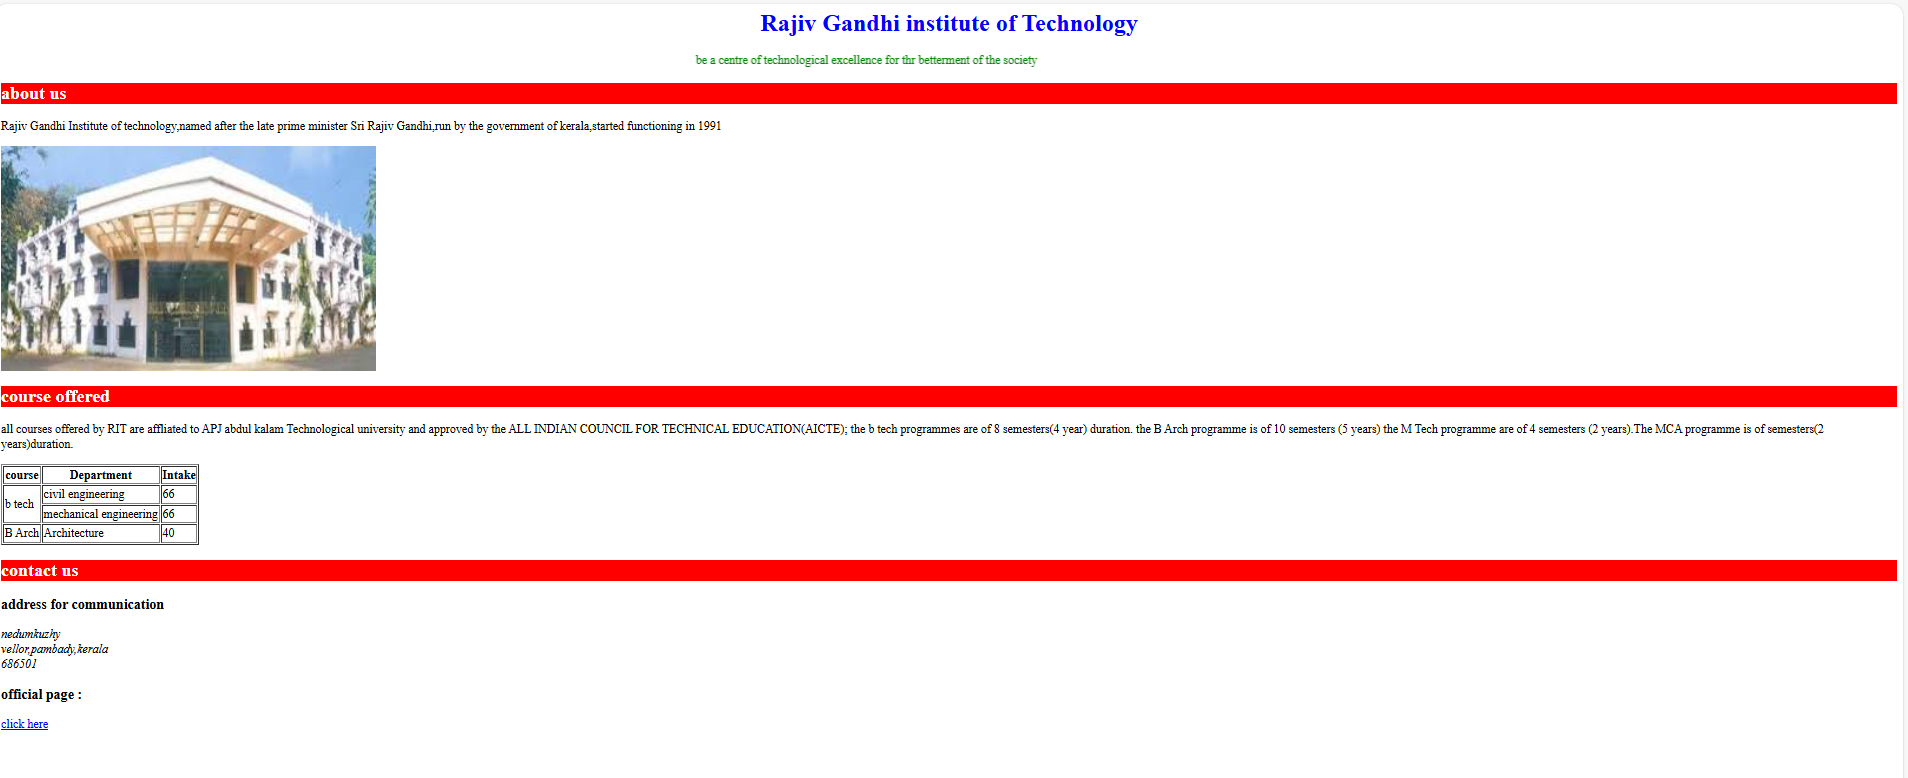 Rajiv Gandhi institute of Technology
be a centre of technological excellence for thr betterment of the society
about us
Rajiv Gandhi Institute of technology,named after the late prime minister Sri Rajiv Gandhi,run by the government of kerala,started functioning in 1991
course offered
all courses offered by RIT are affliated to APJ abdul kalam Technological university and approved by the ALL INDIAN COUNCIL FOR TECHNICAL EDUCATION(AICTE); the b tech programmes are of 8 semesters(4 year) duration. the B Arch programme is of 10 semesters (5 years) the M Tech programme are of 4 semesters (2 years).The MCA programme is of semesters(2
years)duration.
course Department Intake
b tech civil engineering 66
mechanical engineering 66
B Arch Architecture 40
contact us
address for communication
nedumkuzhy
vellor,pambady,kerala
686501
official page :
click here